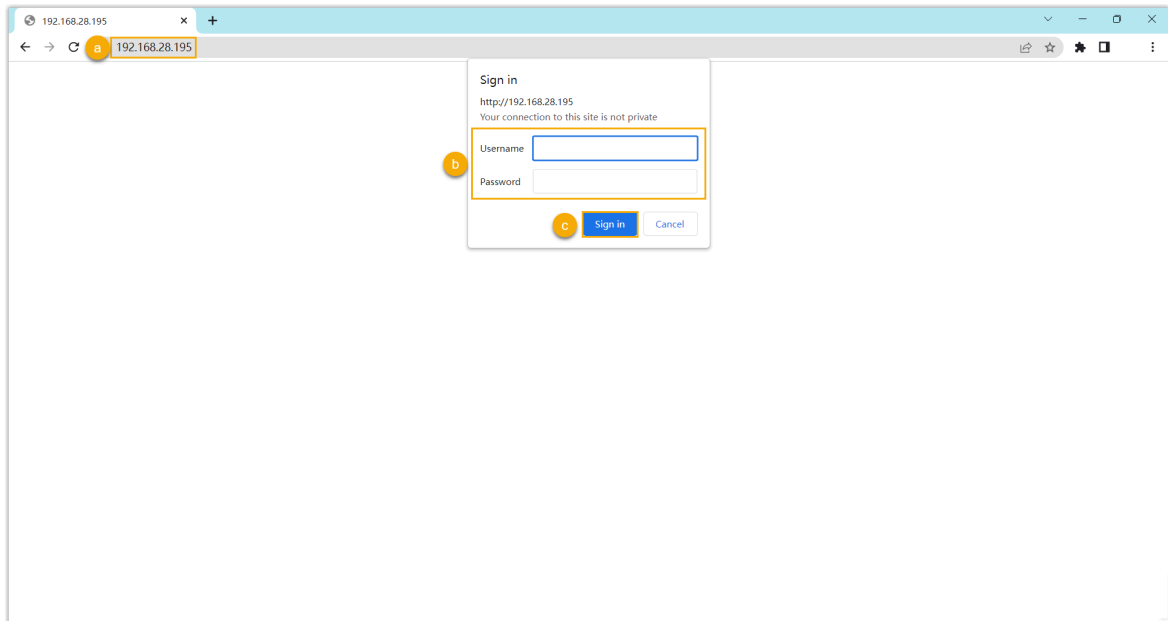 192.168.28.195
a 192.168.28.195
Sign in
http://192.168.28.195
Your connection to this site is not private
Username
b
Password
c Sign in Cancel